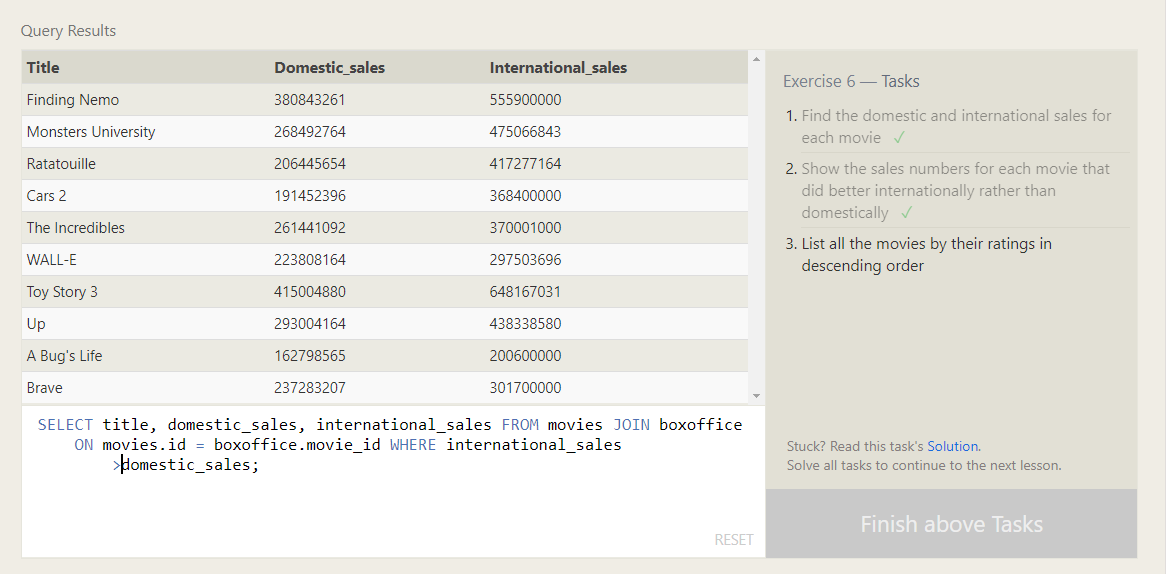 Query Results
Title Domestic_sales International_sales
Finding Nemo 380843261 555900000
Monsters University 268492764 475066843
Ratatouille 206445654 417277164
Cars 2 191452396 368400000
The Incredibles 261441092 370001000
WALL-E 223808164 297503696
Toy Story 3 415004880 648167031
Up 293004164 438338580
A Bug's Life 162798565 200600000
Brave 237283207 301700000
SELECT title, domestic_sales, international_sales FROM movies JOIN boxoffice
ON movies.id = boxoffice.movie_id WHERE international_sales
>domestic_sales;
RESET
Exercise 6 — Tasks
1. Find the domestic and international sales for
each movie ✓
2. Show the sales numbers for each movie that
did better internationally rather than
domestically ✓
3. List all the movies by their ratings in
descending order
Stuck? Read this task's Solution.
Solve all tasks to continue to the next lesson.
Finish above Tasks